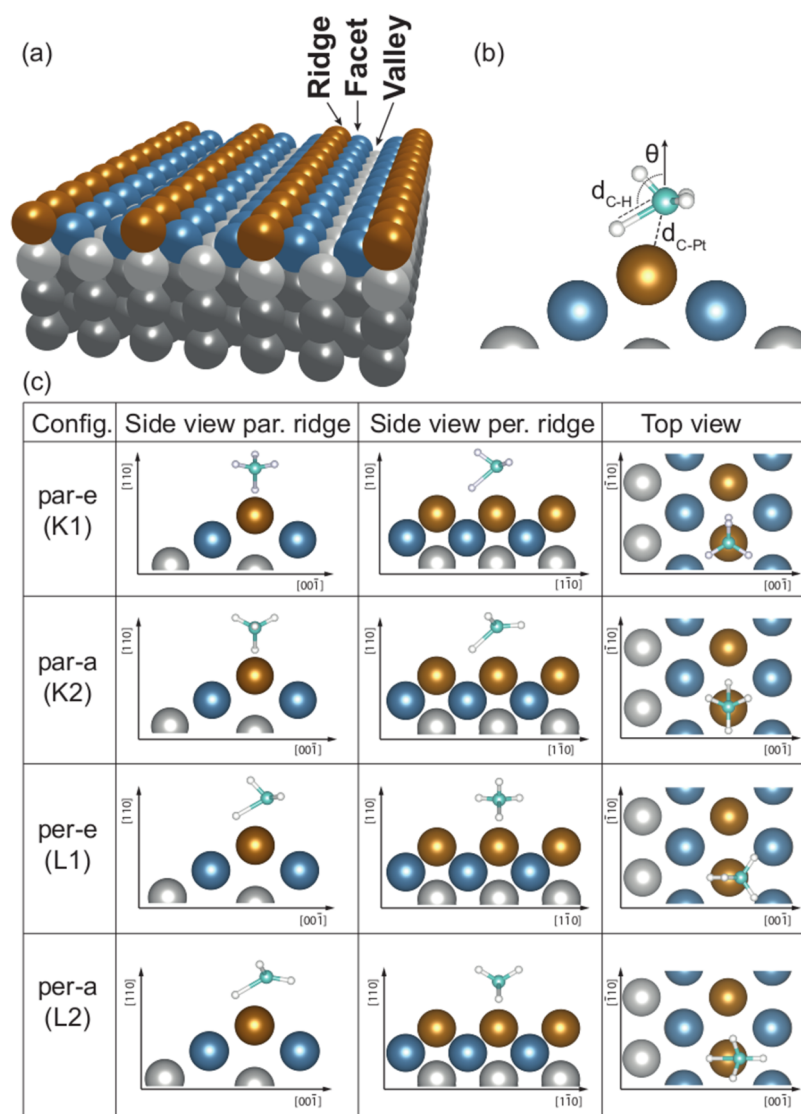 (a)
Ridge
Facet
Valley
(b)
θ
dC-H
dC-Pt
(c)
Config. Side view par. ridge Side view per. ridge Top view
par-e
(K1)
[110]
[001̄]
[110]
[11̄0]
[1̄10]
[001̄]
par-a
(K2)
[110]
[001̄]
[110]
[11̄0]
[1̄10]
[001̄]
per-e
(L1)
[110]
[001̄]
[110]
[11̄0]
[1̄10]
[001̄]
per-a
(L2)
[110]
[001̄]
[110]
[11̄0]
[1̄10]
[001̄]